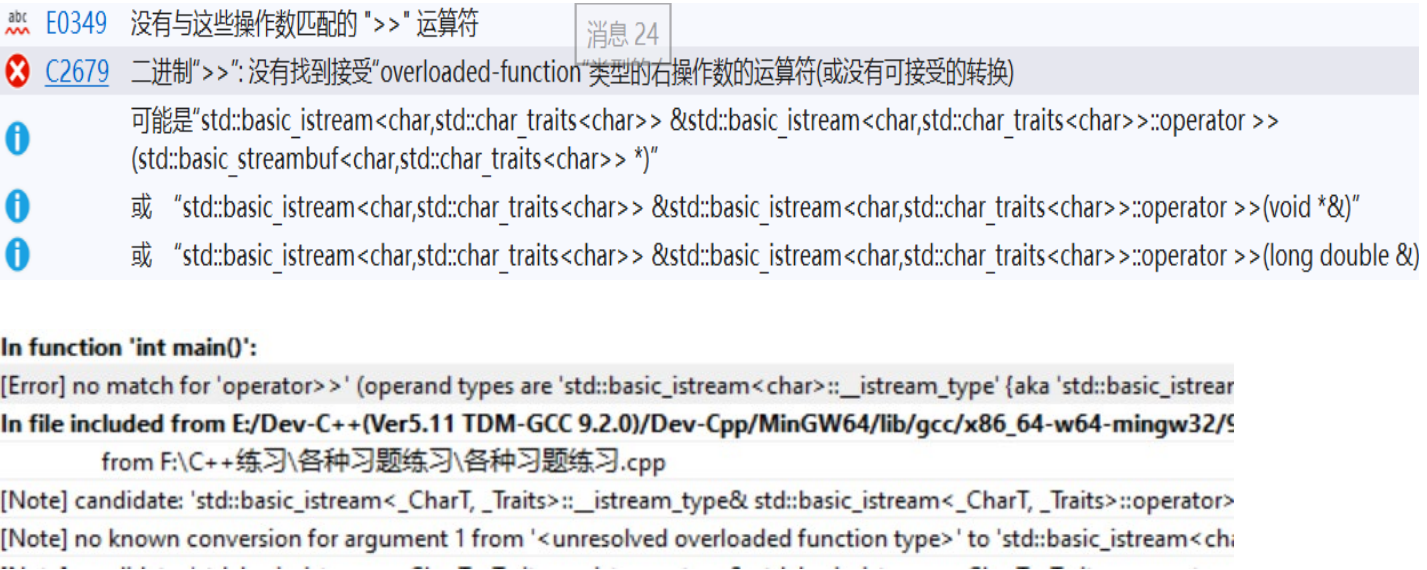 abc E0349 没有与这些操作数匹配的 ">>" 运算符
消息 24
C2679 二进制“>>”: 没有找到接受“overloaded-function”类型的右操作数的运算符(或没有可接受的转换)
可能是“std::basic_istream<char,std::char_traits<char>> &std::basic_istream<char,std::char_traits<char>>::operator >>
(std::basic_streambuf<char,std::char_traits<char>> *)”
或 “std::basic_istream<char,std::char_traits<char>> &std::basic_istream<char,std::char_traits<char>>::operator >>(void *&)”
或 “std::basic_istream<char,std::char_traits<char>> &std::basic_istream<char,std::char_traits<char>>::operator >>(long double &)
In function 'int main()':
[Error] no match for 'operator>>' (operand types are 'std::basic_istream<char>::__istream_type' {aka 'std::basic_istrear
In file included from E:/Dev-C++(Ver5.11 TDM-GCC 9.2.0)/Dev-Cpp/MinGW64/lib/gcc/x86_64-w64-mingw32/9
from F:\C++练习\各种习题练习\各种习题练习.cpp
[Note] candidate: 'std::basic_istream<_CharT, _Traits>::__istream_type& std::basic_istream<_CharT, _Traits>::operator>
[Note] no known conversion for argument 1 from '<unresolved overloaded function type>' to 'std::basic_istream<cha